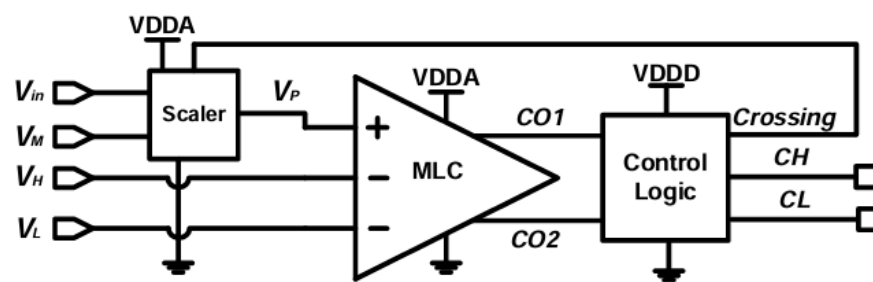 VDDA
Vin
Scaler
VP
VDDA
VDDD
CO1
Crossing
VM
+
MLC
Control
Logic
CH
VH
−
CL
VL
−
CO2